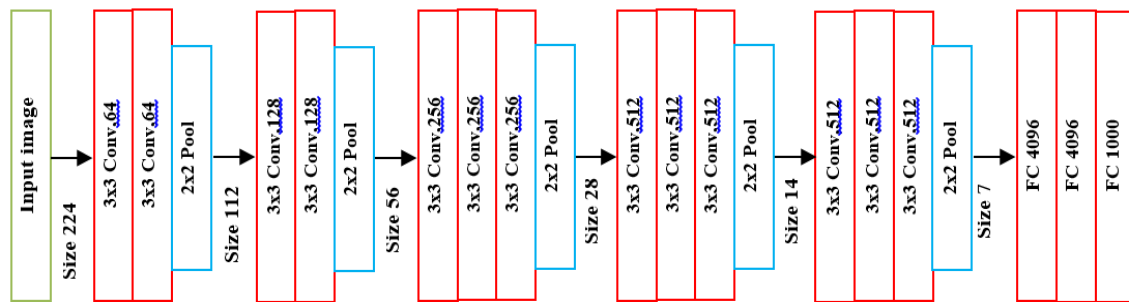 Input image
Size 224
3x3 Conv,64
3x3 Conv,64
2x2 Pool
Size 112
3x3 Conv,128
3x3 Conv,128
2x2 Pool
Size 56
3x3 Conv,256
3x3 Conv,256
3x3 Conv,256
2x2 Pool
Size 28
3x3 Conv,512
3x3 Conv,512
3x3 Conv,512
2x2 Pool
Size 14
3x3 Conv,512
3x3 Conv,512
3x3 Conv,512
2x2 Pool
Size 7
FC 4096
FC 4096
FC 1000